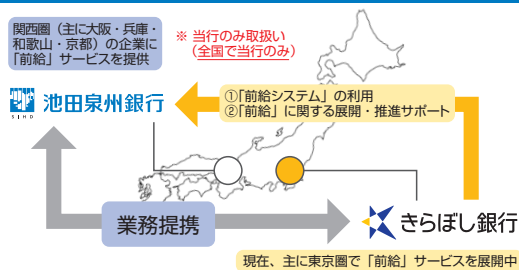 関西圏（主に大阪・兵庫・
和歌山・京都）の企業に
「前給」サービスを提供
※ 当行のみ取扱い
（全国で当行のみ）
池田泉州銀行
SIHD
①「前給システム」の利用
②「前給」に関する展開・推進サポート
業務提携
きらぼし銀行
現在、主に東京圏で「前給」サービスを展開中